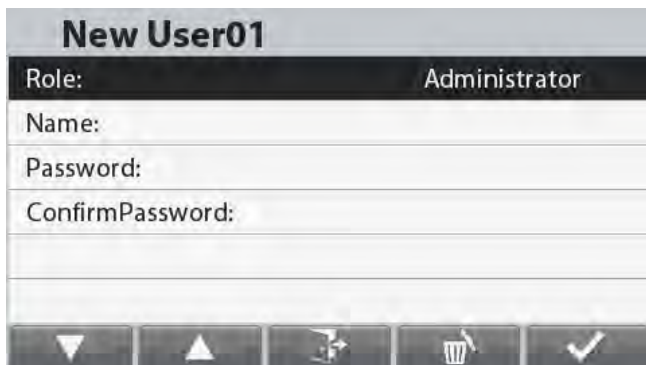 New User01
Role: Administrator
Name:
Password:
ConfirmPassword: